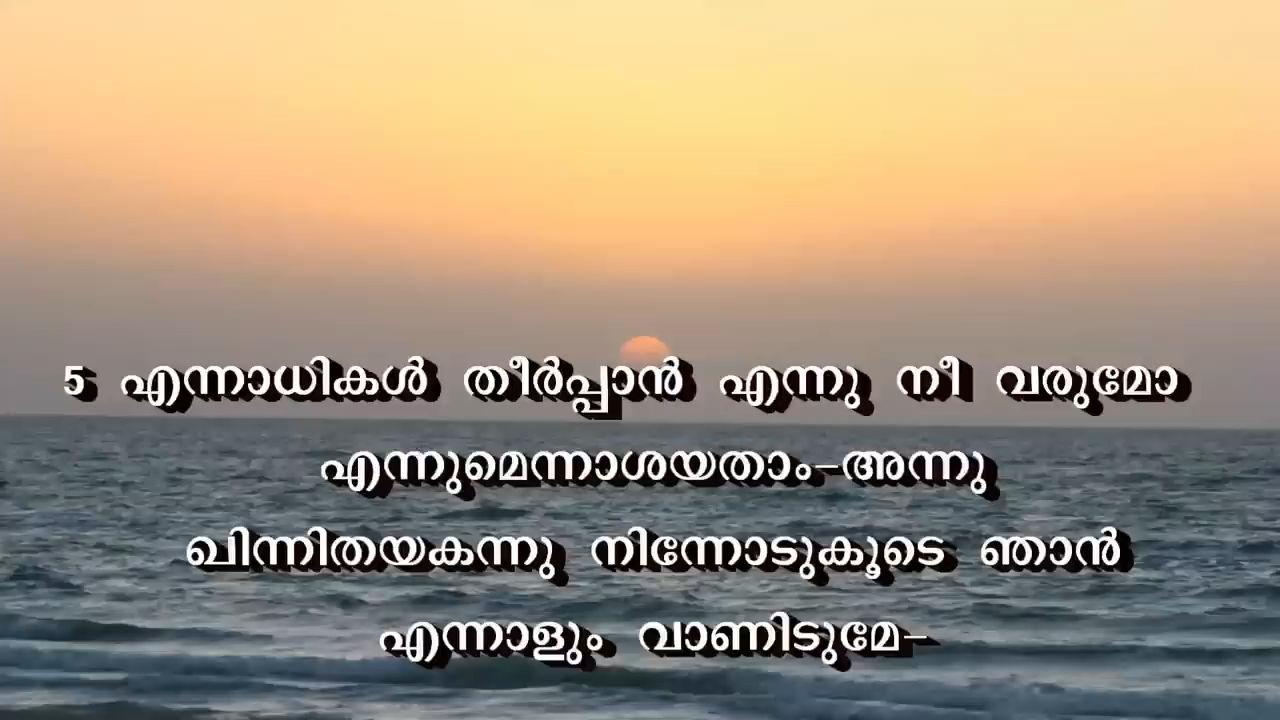 5 എന്നാധികൾ തീർപ്പാൻ എന്നു നീ വരുമോ
എന്നുമെന്നാശയതാം-അന്നു
ഖിന്നിതയകന്നു നിന്നോടുകൂടെ ഞാൻ
എന്നാളും വാണിടുമേ-